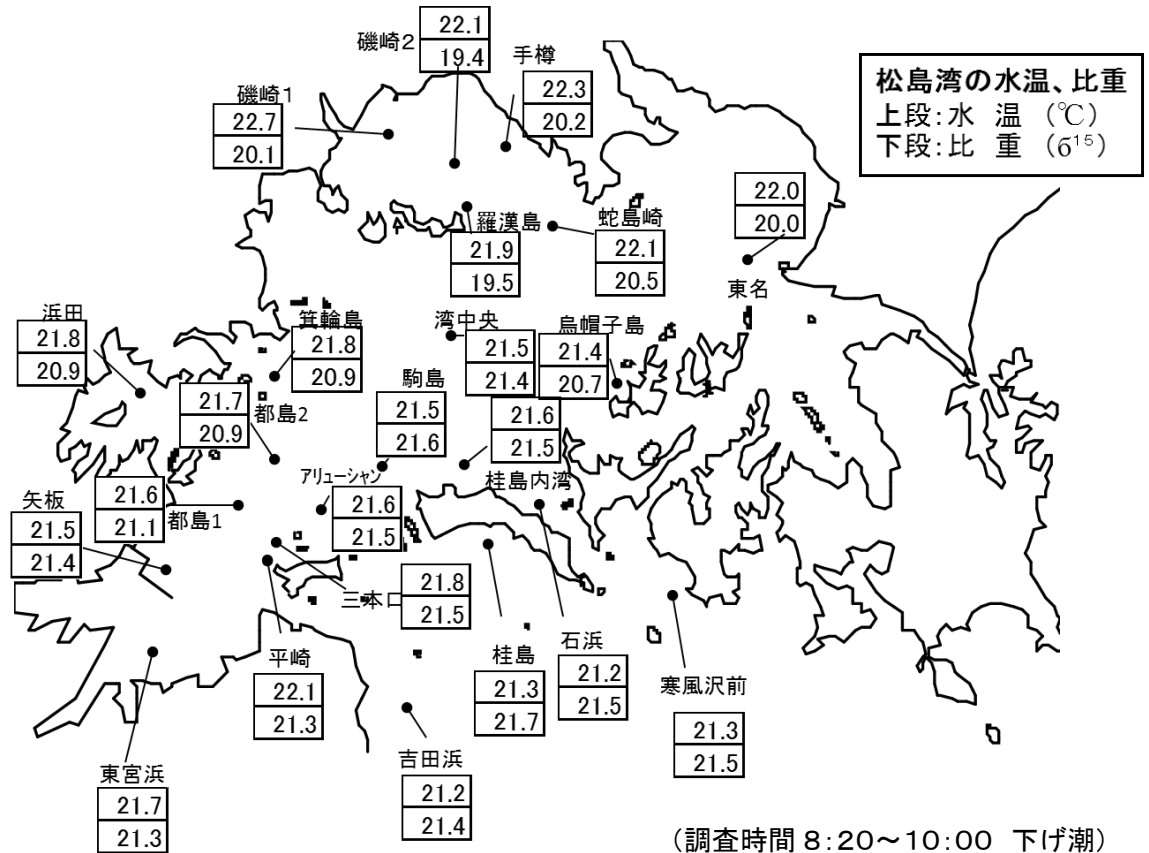 松島湾の水温、比重
上段:水　温　(℃)
下段:比　重　(б¹⁵)
磯崎2
22.1
19.4
手樽
22.3
20.2
磯崎1
22.7
20.1
羅漢島
21.9
19.5
蛇島崎
22.1
20.5
22.0
20.0
東名
浜田
21.8
20.9
箕輪島
21.8
20.9
湾中央
21.5
21.4
烏帽子島
21.4
20.7
21.7
20.9
都島2
駒島
21.5
21.6
21.6
21.5
桂島内湾
矢板
21.5
21.4
21.6
21.1
都島1
アリューシャン
21.6
21.5
三本口
21.8
21.5
平崎
22.1
21.3
桂島
21.3
21.7
石浜
21.2
21.5
寒風沢前
21.3
21.5
東宮浜
21.7
21.3
吉田浜
21.2
21.4
(調査時間 8:20～10:00 下げ潮)